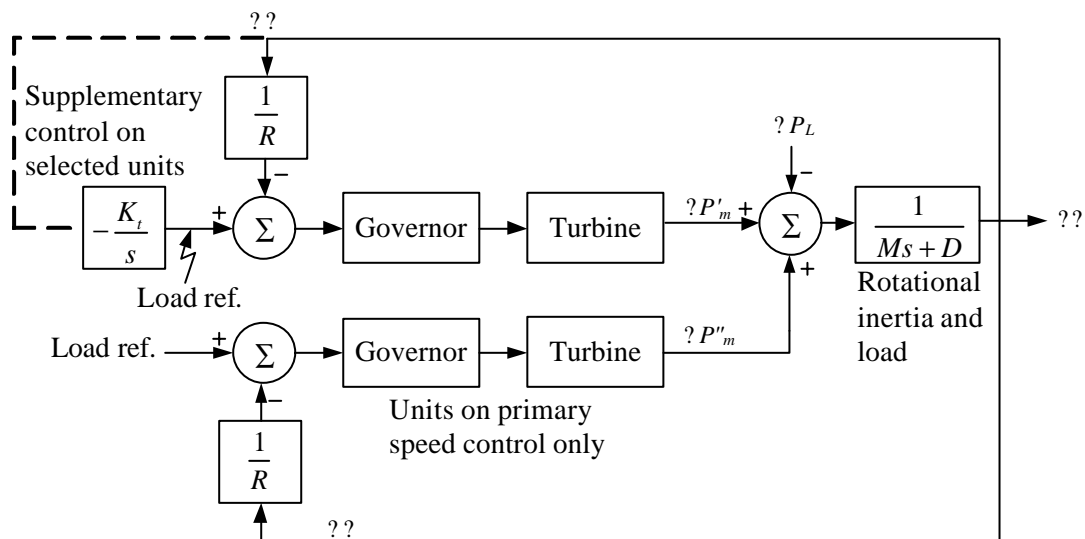 ??
Supplementary
control on
selected units
1
R
−
? P_L
−
− K_t
s
+
Σ
Governor
Turbine
? P'_m +
Σ
1
Ms + D
??
+
Load ref.
Rotational
inertia and
load
Load ref.
+
Σ
Governor
Turbine
? P''_m
−
Units on primary
speed control only
1
R
??